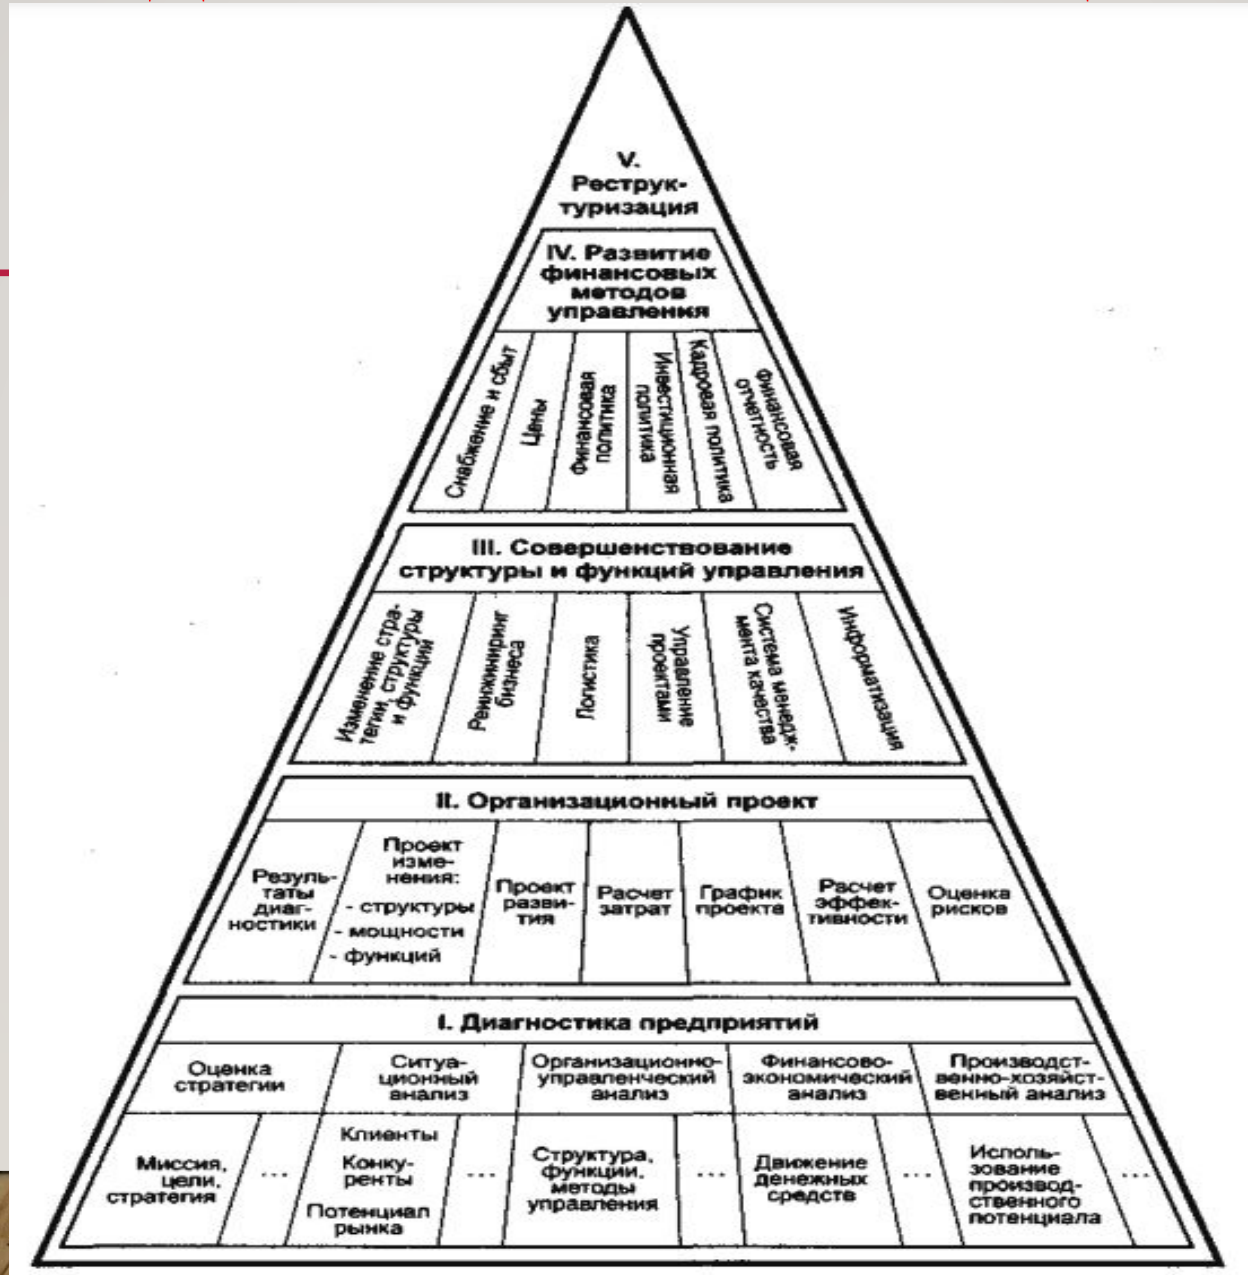 V.
Реструк-
туризация
IV. Развитие
финансовых
методов
управления
Снабжение и сбыт
Цены
Финансовая
политика
Инвестиционная
политика
Кадровая политика
Финансовая
отчетность
III. Совершенствование
структуры и функций управления
Изменение стра-
тегии, структуры
и функций
Реинжиниринг
бизнеса
Логистика
Управление
проектами
Система менедж-
мента качества
Информатизация
II. Организационный проект
Резуль-
таты
диаг-
ностики
Проект
изме-
нения:
- структуры
- мощности
- функций
Проект
разви-
тия
Расчет
затрат
График
проекта
Расчет
эффек-
тивности
Оценка
рисков
I. Диагностика предприятий
Оценка
стратегии
Ситуа-
ционный
анализ
Организационно-
управленческий
анализ
Финансово-
экономический
анализ
Производст-
венно-хозяйст-
венный анализ
Миссия,
цели,
стратегия
...
Клиенты
Конку-
ренты
Потенциал
рынка
...
Структура,
функции,
методы
управления
...
Движение
денежных
средств
...
Исполь-
зование
производ-
ственного
потенциала
...